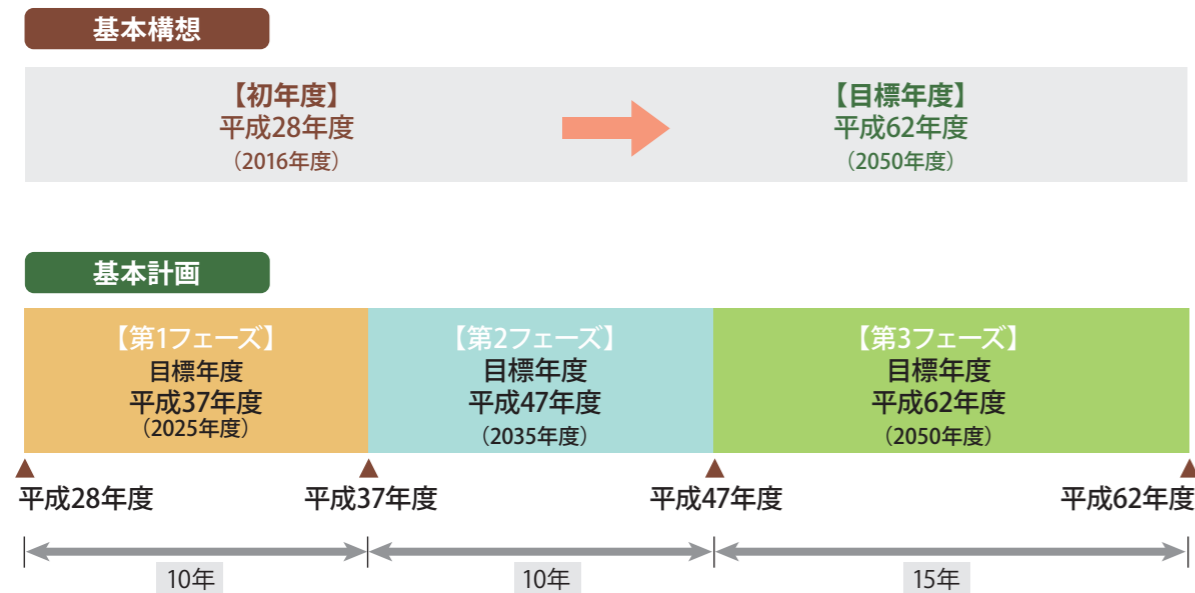 基本構想
【初年度】
平成28年度
（2016年度）
【目標年度】
平成62年度
（2050年度）
基本計画
【第1フェーズ】
目標年度
平成37年度
（2025年度）
【第2フェーズ】
目標年度
平成47年度
（2035年度）
【第3フェーズ】
目標年度
平成62年度
（2050年度）
平成28年度
平成37年度
平成47年度
平成62年度
10年
10年
15年